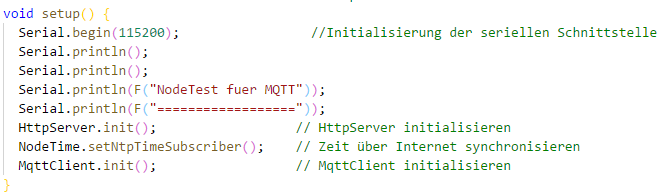 void setup() {
  Serial.begin(115200);               //Initialisierung der seriellen Schnittstelle
  Serial.println();
  Serial.println();
  Serial.println(F("NodeTest fuer MQTT"));
  Serial.println(F("=================="));
  HttpServer.init();                // HttpServer initialisieren
  NodeTime.setNtpTimeSubscriber();    // Zeit über Internet synchronisieren
  MqttClient.init();                // MqttClient initialisieren
}